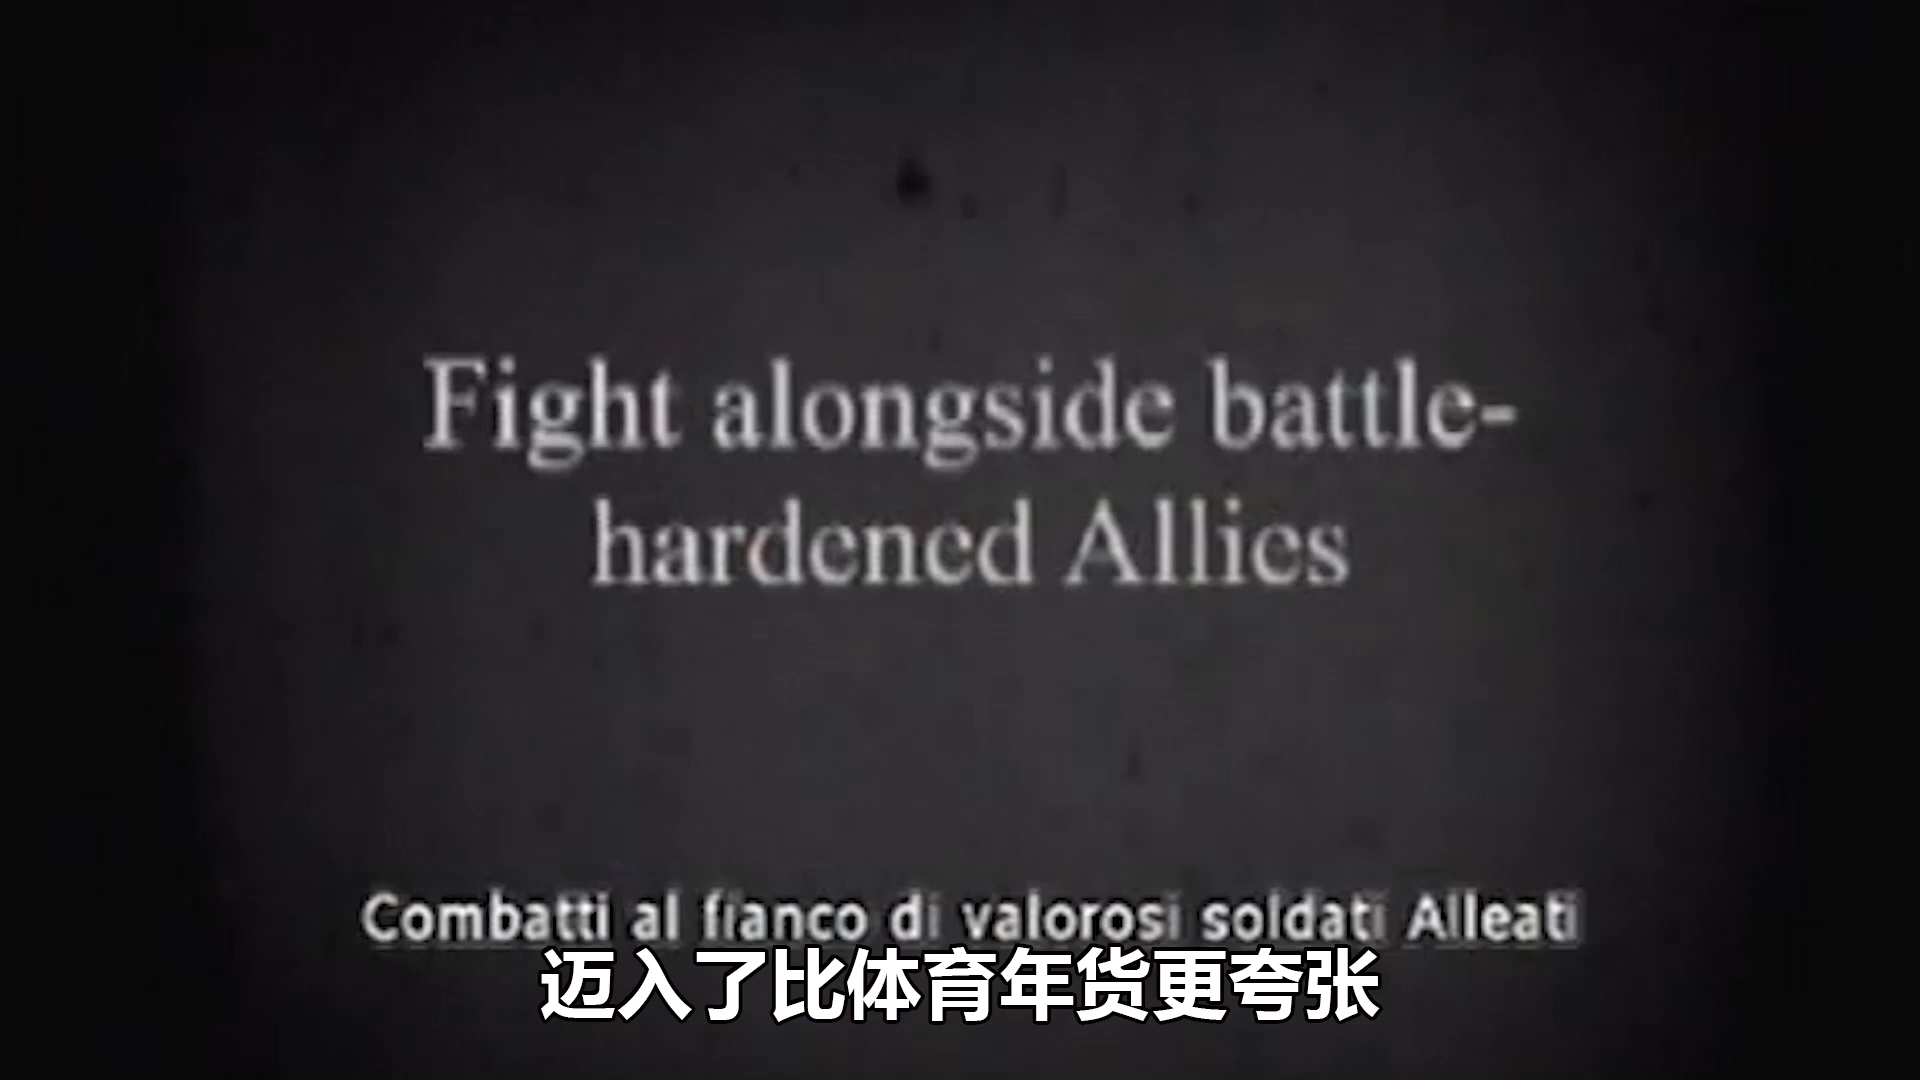 Fight alongside battle-
hardened Allies
Combatti al fianco di valorosi soldati Alleati
迈入了比体育年货更夸张